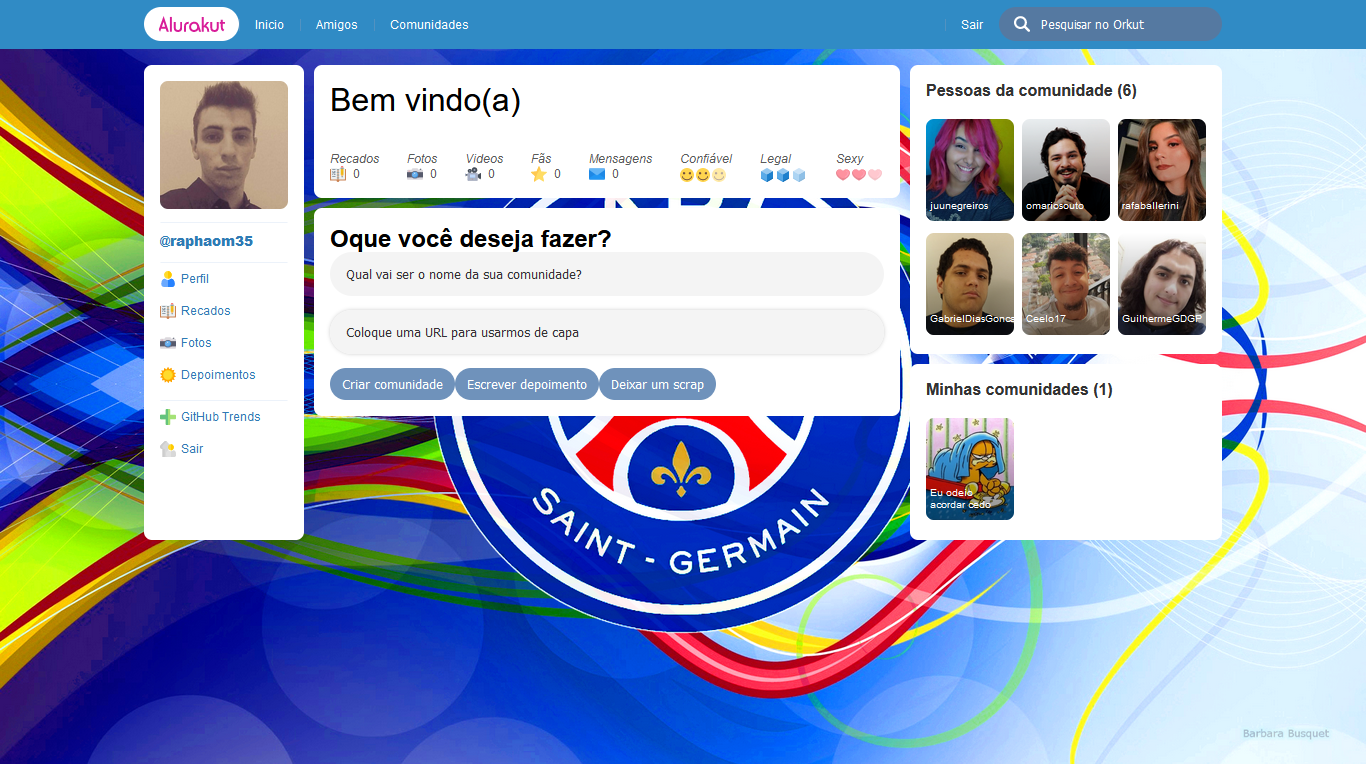 Alurakut
Inicio
Amigos
Comunidades
Sair
Pesquisar no Orkut
@raphaom35
Perfil
Recados
Fotos
Depoimentos
GitHub Trends
Sair
Bem vindo(a)
Recados
0
Fotos
0
Videos
0
Fãs
0
Mensagens
0
Confiável
Legal
Sexy
Oque você deseja fazer?
Qual vai ser o nome da sua comunidade?
Coloque uma URL para usarmos de capa
Criar comunidade
Escrever depoimento
Deixar um scrap
Pessoas da comunidade (6)
juunegreiros
omariosouto
rafaballerini
GabrielDiasGonca
Ceelo17
GuilhermeGDGP
Minhas comunidades (1)
Eu odeio
acordar cedo
SAINT - GERMAIN
Barbara Busquet